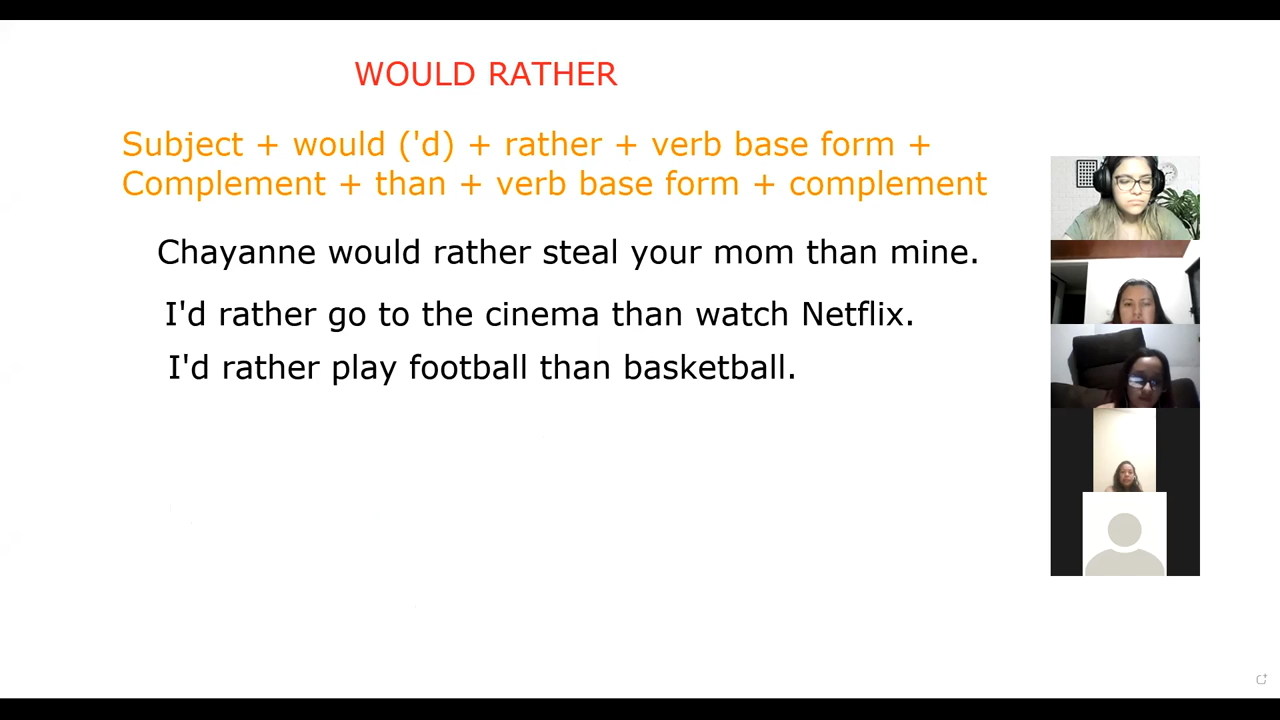 WOULD RATHER
Subject + would ('d) + rather + verb base form +
Complement + than + verb base form + complement
Chayanne would rather steal your mom than mine.
I'd rather go to the cinema than watch Netflix.
I'd rather play football than basketball.